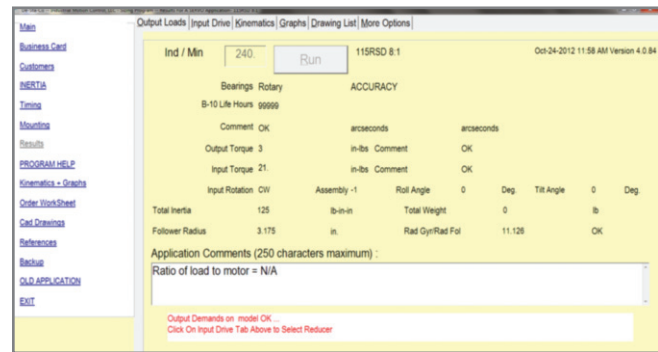 Output Loads Input Drive Kinematics Graphs Drawing List More Options
Main
Business Card
Customers
INERTIA
Timing
Mounting
Results
PROGRAM HELP
Kinematics + Graphs
Order WorkSheet
Cad Drawings
References
Backup
OLD APPLICATION
EXIT
Ind / Min 240. Run 115RSD 8:1 Oct-24-2012 11:58 AM Version 4.0.84
Bearings Rotary ACCURACY
B-10 Life Hours 99999
Comment OK arcseconds arcseconds
Output Torque 3 in-lbs Comment OK
Input Torque 21. in-lbs Comment OK
Input Rotation CW Assembly -1 Roll Angle 0 Deg. Tilt Angle 0 Deg.
Total Inertia 125 lb-in-in Total Weight 0 lb
Follower Radius 3.175 in. Rad Gyr/Rad Fol 11.126 OK
Application Comments (250 characters maximum) :
Ratio of load to motor = N/A
Output Demands on model OK ...
Click On Input Drive Tab Above to Select Reducer